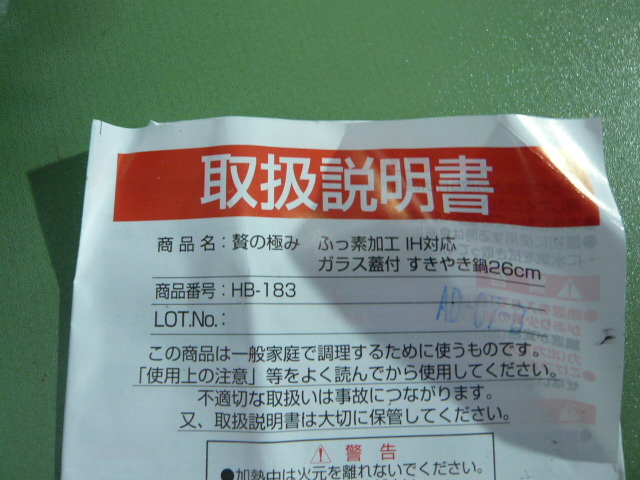 取扱説明書
商品名：贅の極み　ふっ素加工 IH対応
ガラス蓋付 すきやき鍋26cm
商品番号：HB-183
LOT.No.：
この商品は一般家庭で調理するために使うものです。
「使用上の注意」等をよく読んでから使用してください。
不適切な取扱いは事故につながります。
又、取扱説明書は大切に保管してください。
⚠ 警告
●加熱中は火元を離れないでください。